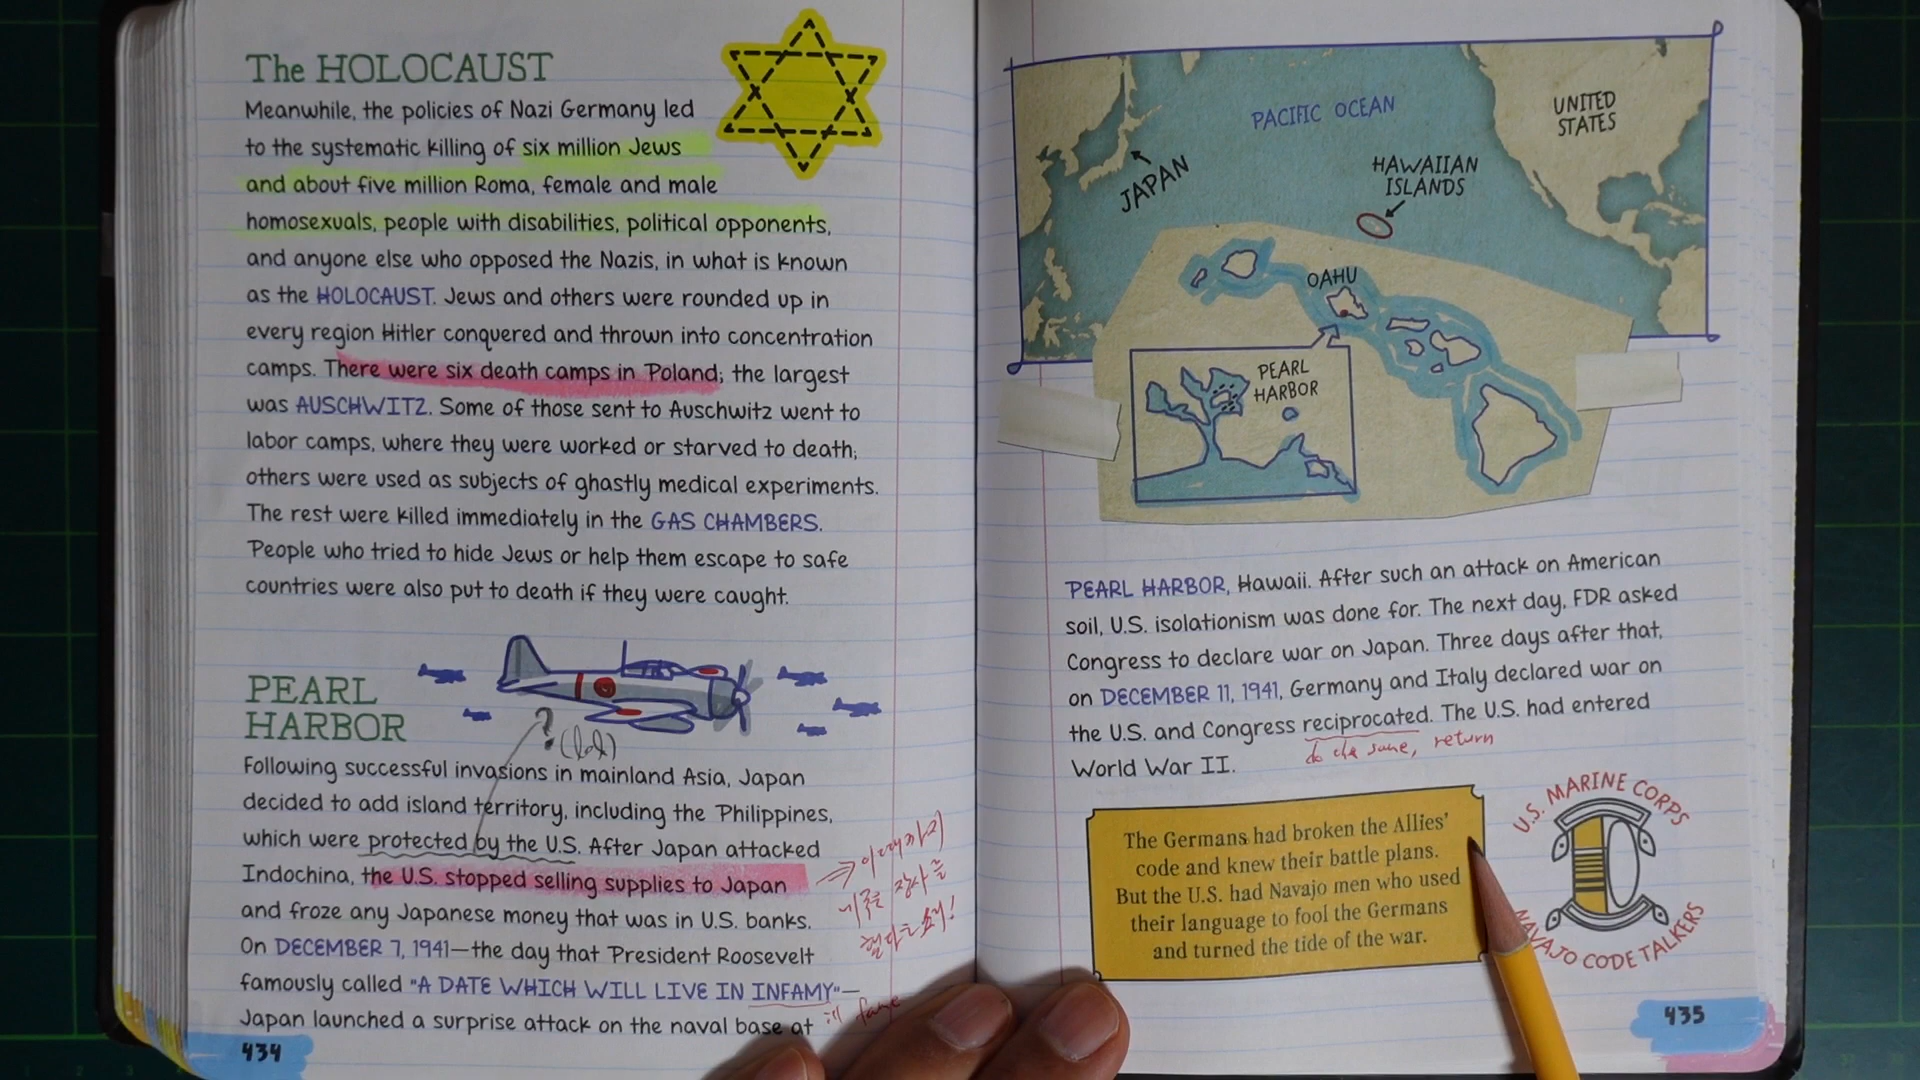 The HOLOCAUST
Meanwhile, the policies of Nazi Germany led
to the systematic killing of six million Jews
and about five million Roma, female and male
homosexuals, people with disabilities, political opponents,
and anyone else who opposed the Nazis, in what is known
as the HOLOCAUST. Jews and others were rounded up in
every region Hitler conquered and thrown into concentration
camps. There were six death camps in Poland; the largest
was AUSCHWITZ. Some of those sent to Auschwitz went to
labor camps, where they were worked or starved to death;
others were used as subjects of ghastly medical experiments.
The rest were killed immediately in the GAS CHAMBERS.
People who tried to hide Jews or help them escape to safe
countries were also put to death if they were caught.
PEARL
HARBOR
?
Following successful invasions in mainland Asia, Japan
decided to add island territory, including the Philippines,
which were protected by the U.S. After Japan attacked
Indochina, the U.S. stopped selling supplies to Japan
and froze any Japanese money that was in U.S. banks.
On DECEMBER 7, 1941—the day that President Roosevelt
famously called "A DATE WHICH WILL LIVE IN INFAMY"—
Japan launched a surprise attack on the naval base at
ill fame
434
PACIFIC OCEAN
UNITED
STATES
JAPAN
HAWAIIAN
ISLANDS
OAHU
PEARL
HARBOR
PEARL HARBOR, Hawaii. After such an attack on American
soil, U.S. isolationism was done for. The next day, FDR asked
Congress to declare war on Japan. Three days after that,
on DECEMBER 11, 1941, Germany and Italy declared war on
the U.S. and Congress reciprocated. The U.S. had entered
do the same, return
World War II.
The Germans had broken the Allies'
code and knew their battle plans.
But the U.S. had Navajo men who used
their language to fool the Germans
and turned the tide of the war.
U.S. MARINE CORPS
NAVAJO CODE TALKERS
435